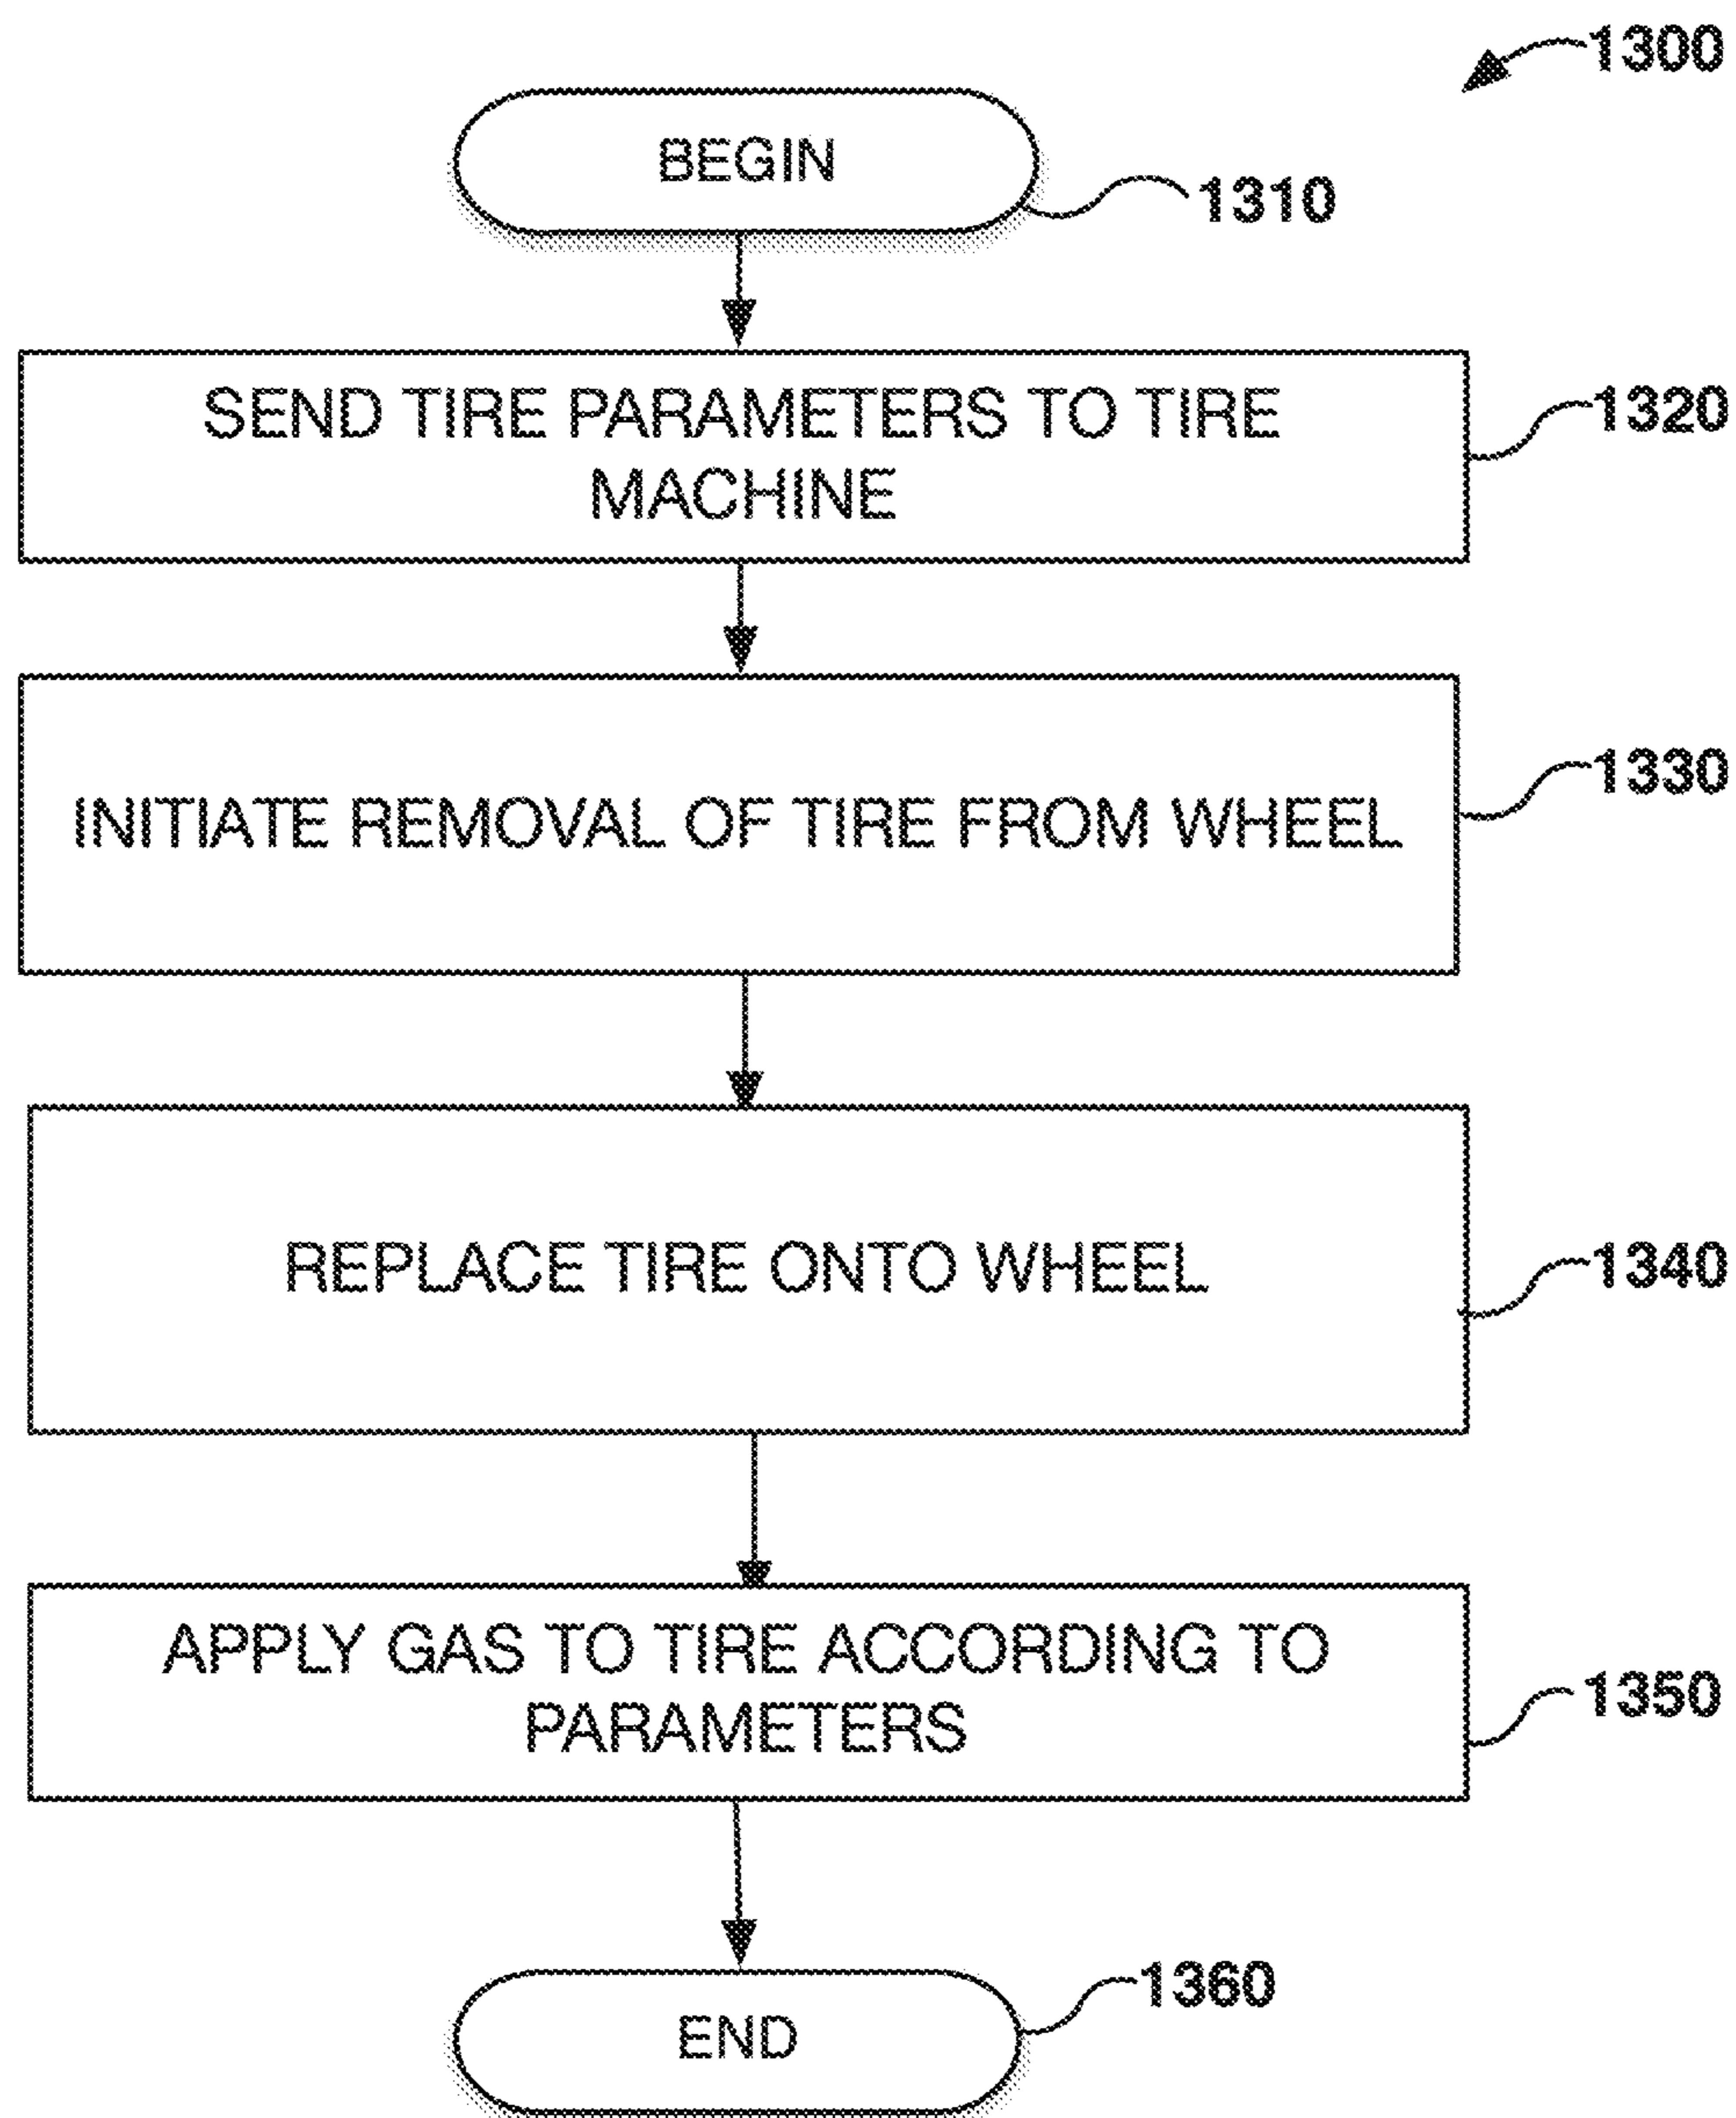 1300
BEGIN
1310
SEND TIRE PARAMETERS TO TIRE
MACHINE
1320
INITIATE REMOVAL OF TIRE FROM WHEEL
1330
REPLACE TIRE ONTO WHEEL
1340
APPLY GAS TO TIRE ACCORDING TO
PARAMETERS
1350
END
1360